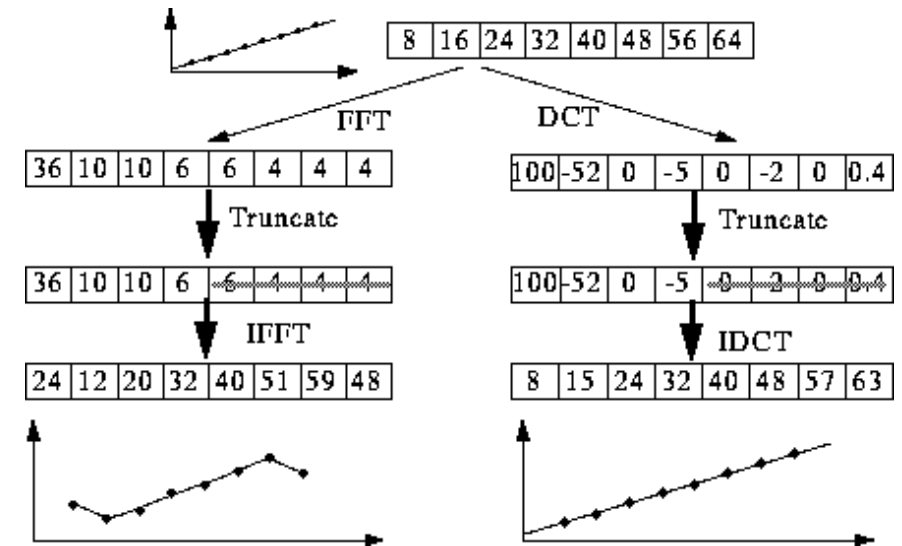 8 16 24 32 40 48 56 64
FFT DCT
36 10 10 6 6 4 4 4
100 -52 0 -5 0 -2 0 0.4
Truncate Truncate
36 10 10 6 6 4 4 4
100 -52 0 -5 0 2 0 0.4
IFFT
IDCT
24 12 20 32 40 51 59 48
8 15 24 32 40 48 57 63